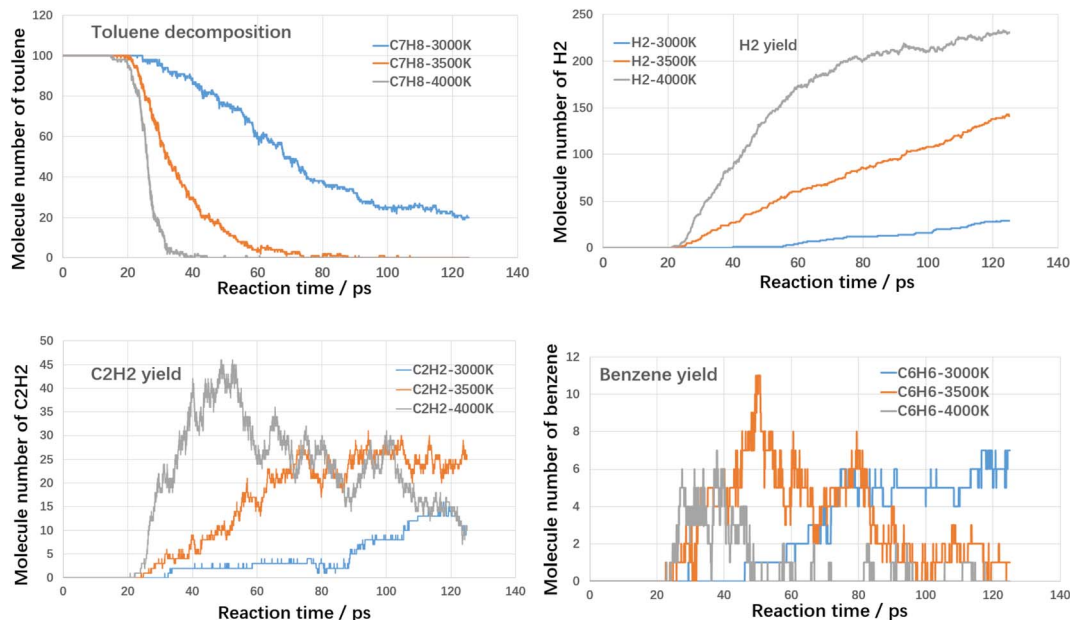 Toluene decomposition
C7H8-3000K
C7H8-3500K
C7H8-4000K
Molecule number of toulene
120
100
80
60
40
20
0
0 20 40 60 80 100 120 140
Reaction time / ps
H2 yield
H2-3000K
H2-3500K
H2-4000K
Molecule number of H2
250
200
150
100
50
0
0 20 40 60 80 100 120 140
Reaction time / ps
C2H2 yield
C2H2-3000K
C2H2-3500K
C2H2-4000K
Molecule number of C2H2
50
45
40
35
30
25
20
15
10
5
0
0 20 40 60 80 100 120 140
Reaction time / ps
Benzene yield
C6H6-3000K
C6H6-3500K
C6H6-4000K
Molecule number of benzene
12
10
8
6
4
2
0
0 20 40 60 80 100 120 140
Reaction time / ps